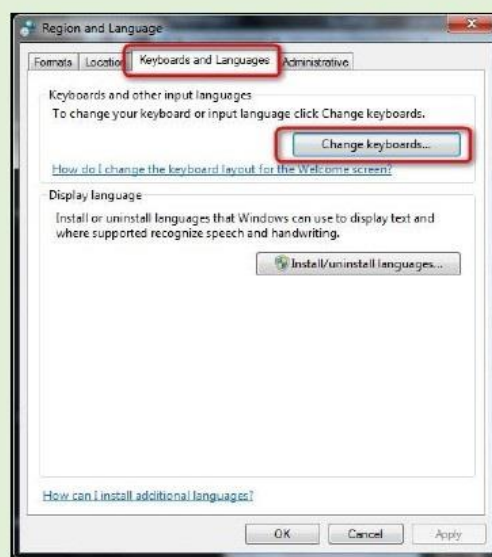 Region and Language
Formats Location Keyboards and Languages Administrative
Keyboards and other input languages
To change your keyboard or input language click Change keyboards.
Change keyboards...
How do I change the keyboard layout for the Welcome screen?
Display language
Install or uninstall languages that Windows can use to display text and
where supported recognize speech and handwriting.
Install/uninstall languages...
How can I install additional languages?
OK Cancel Apply